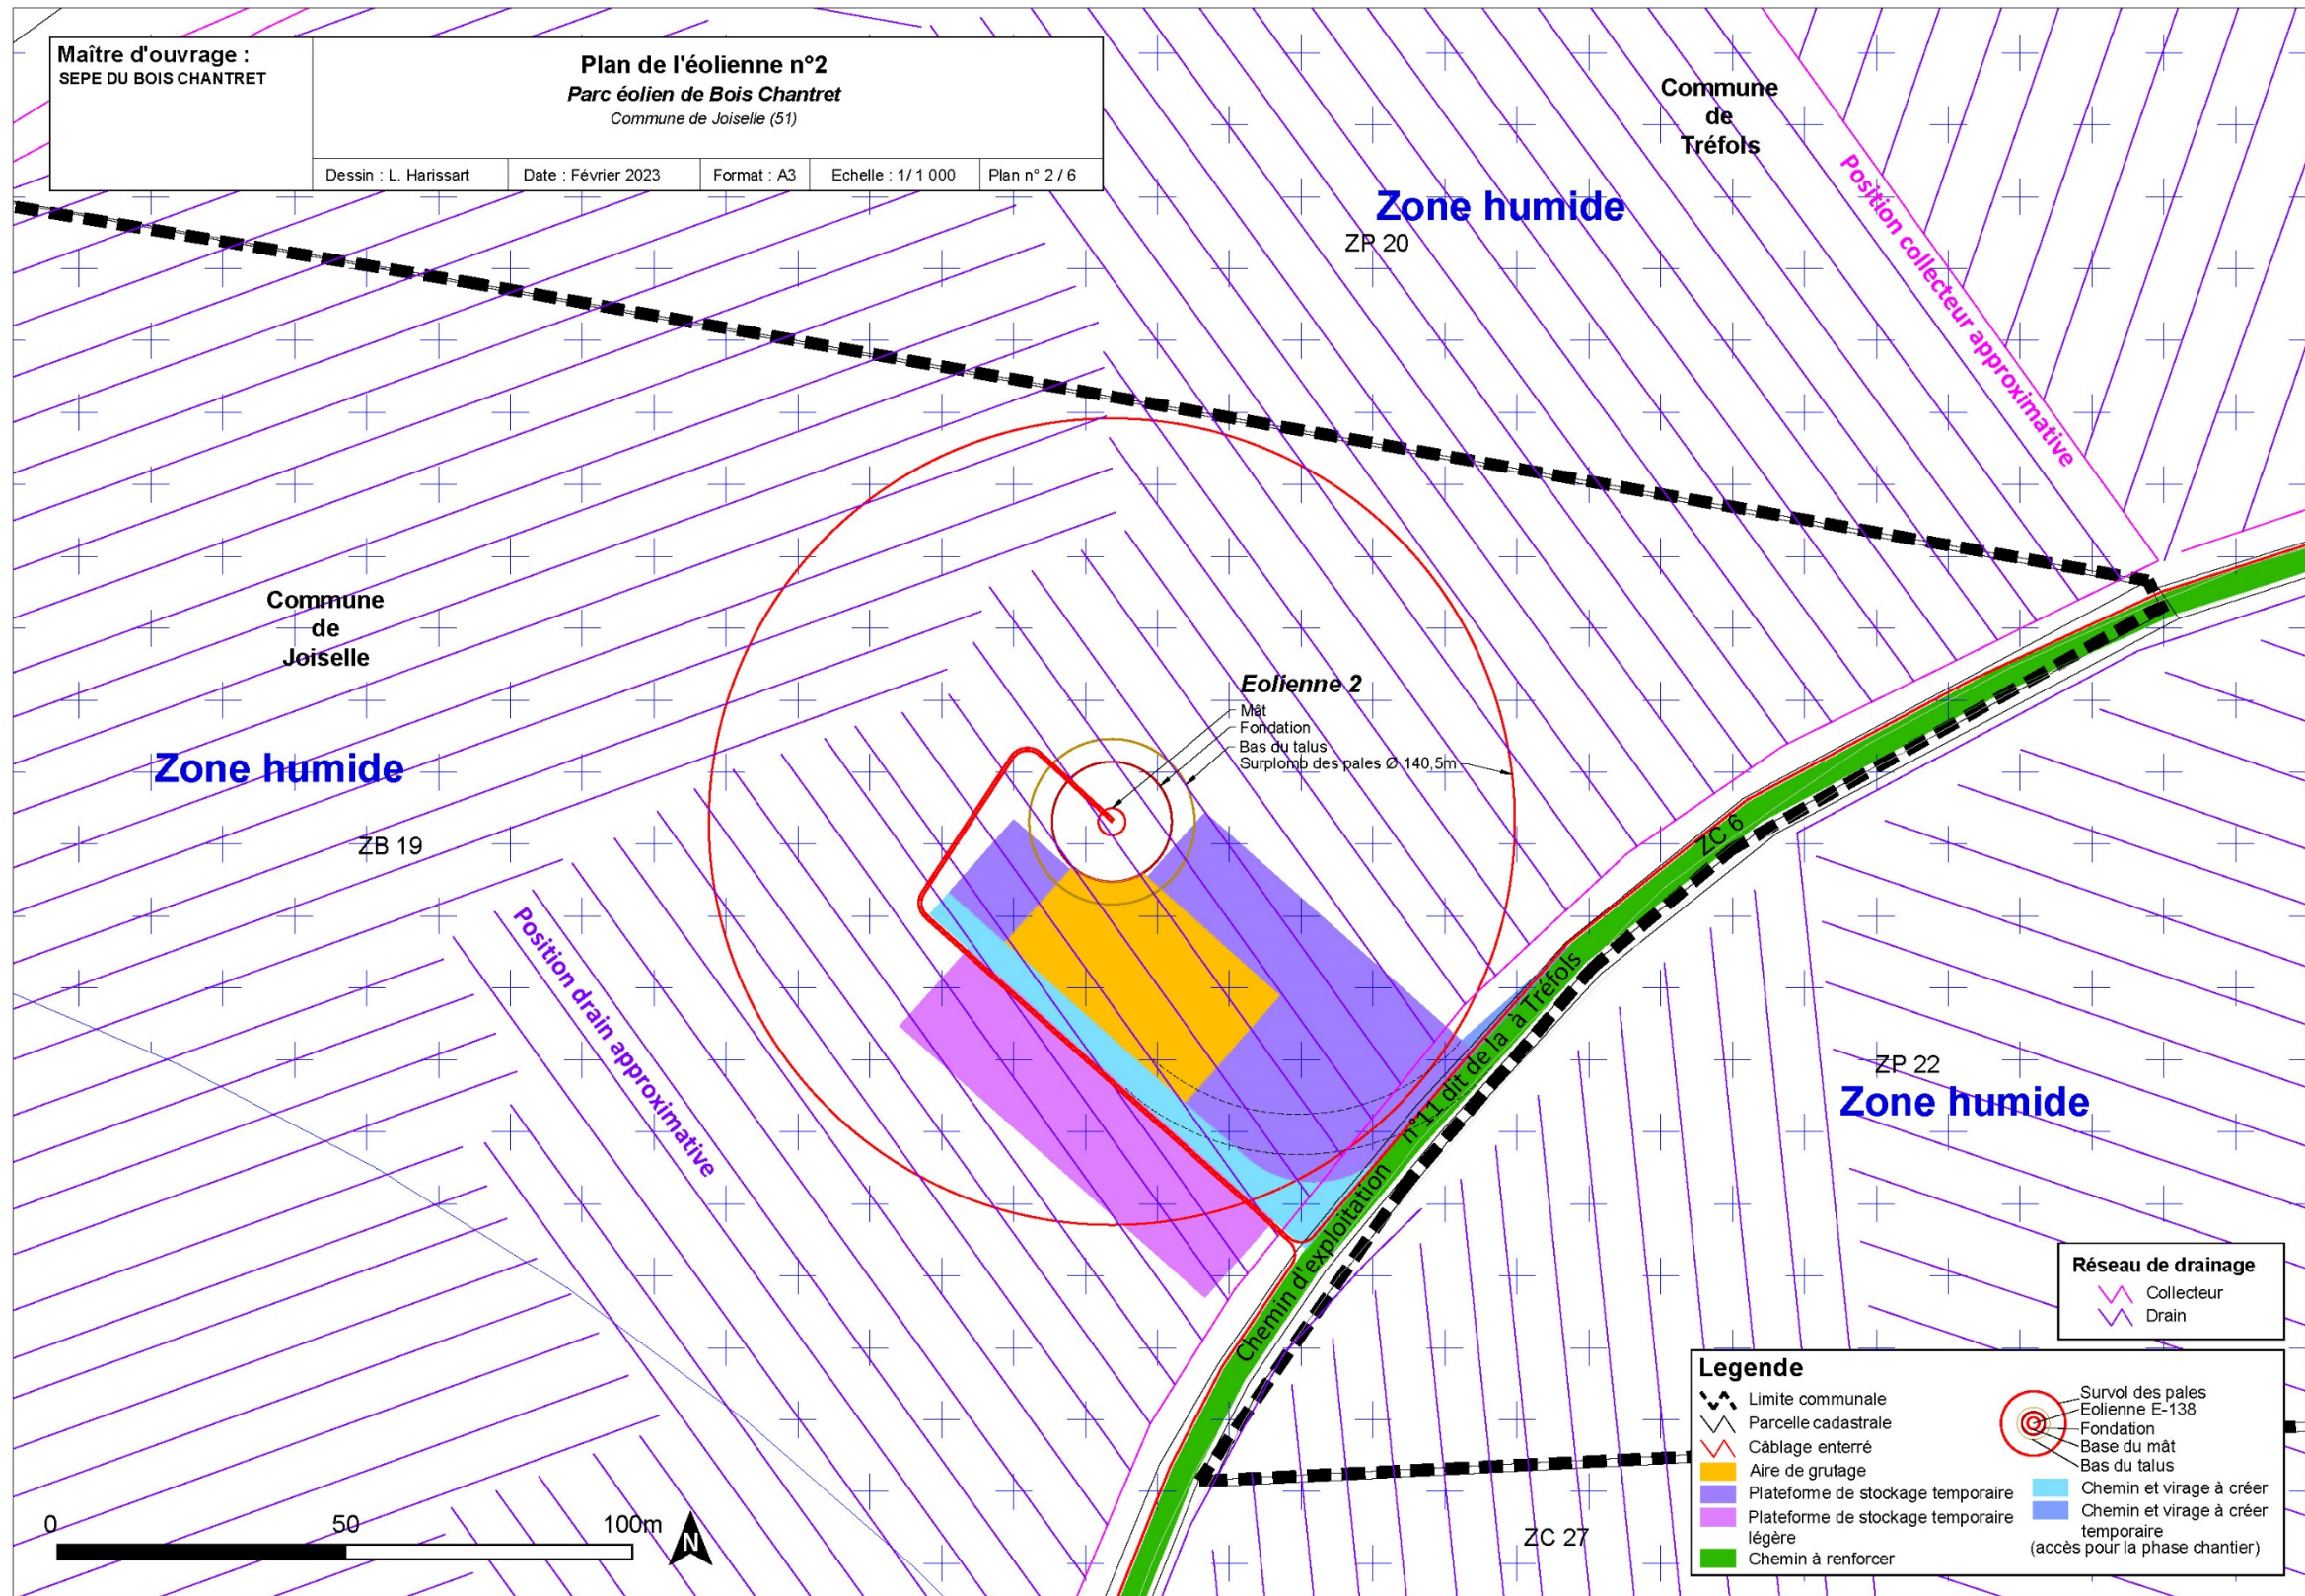 Maître d'ouvrage :
SEPE DU BOIS CHANTRET
Plan de l'éolienne n°2
Parc éolien de Bois Chantret
Commune de Joiselle (51)
Dessin : L. Harissart
Date : Février 2023
Format : A3
Echelle : 1/ 1 000
Plan n° 2 / 6
Commune
de
Tréfols
Position collecteur approximative
Zone humide
ZP 20
Commune
de
Joiselle
Zone humide
ZB 19
Eolienne 2
Mât
Fondation
Bas du talus
Surplomb des pales Ø 140,5m
ZC 6
Position drain approximative
Chemin d'exploitation n°11 dit de la à Tréfols
ZP 22
Zone humide
ZC 27
Réseau de drainage
Collecteur
Drain
Legende
Limite communale
Parcelle cadastrale
Câblage enterré
Aire de grutage
Plateforme de stockage temporaire
Plateforme de stockage temporaire
légère
Chemin à renforcer
Survol des pales
Eolienne E-138
Fondation
Base du mât
Bas du talus
Chemin et virage à créer
Chemin et virage à créer
temporaire
(accès pour la phase chantier)
0 50 100m
N